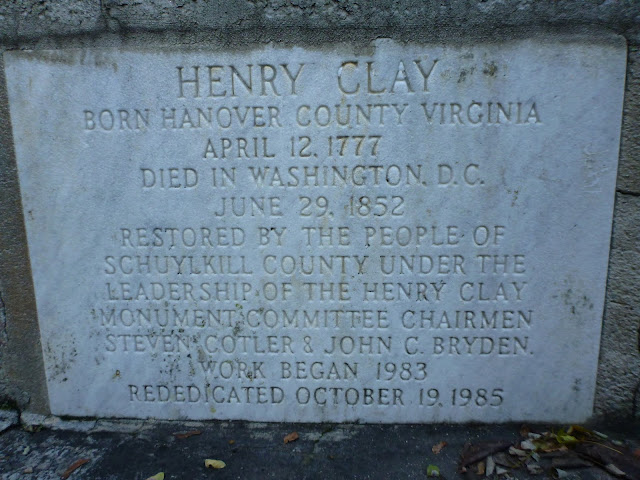 HENRY CLAY
BORN HANOVER COUNTY VIRGINIA
APRIL 12, 1777
DIED IN WASHINGTON, D.C.
JUNE 29, 1852
RESTORED BY THE PEOPLE OF
SCHUYLKILL COUNTY UNDER THE
LEADERSHIP OF THE HENRY CLAY
MONUMENT COMMITTEE CHAIRMEN
STEVEN COTLER & JOHN C. BRYDEN.
WORK BEGAN 1983
REDEDICATED OCTOBER 19, 1985